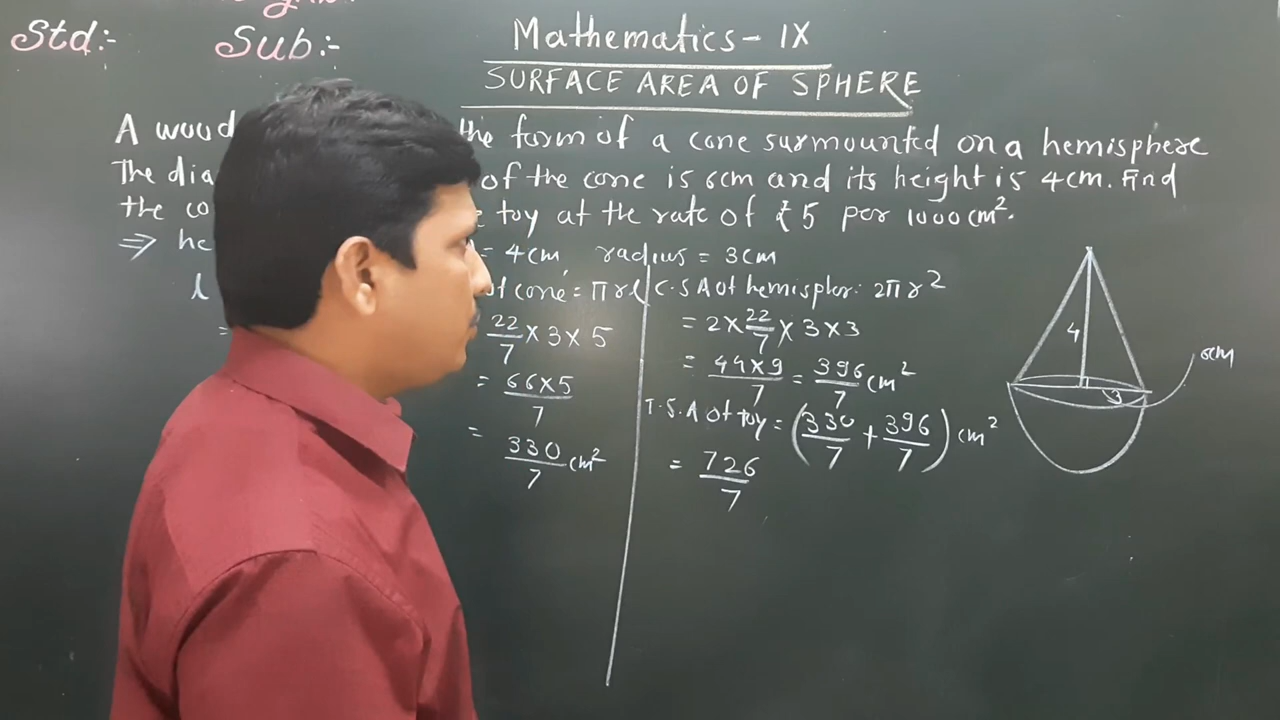 Std:- Sub:- Mathematics- IX
SURFACE AREA OF SPHERE
A wood the form of a cone surmounted on a hemisphere
The dia of the cone is 6cm and its height is 4cm. Find
the co toy at the rate of ₹5 per 1000 cm².
⇒ he = 4cm radius = 3cm
l
of cone = πrl
22/7 × 3 × 5
= 66×5/7
= 330/7 cm²
C.S A of hemispher: 2πr²
= 2 × 22/7 × 3 × 3
= 44×9/7 = 396/7 cm²
T.S.A of toy = (330/7 + 396/7) cm²
= 726/7
4
3
6cm